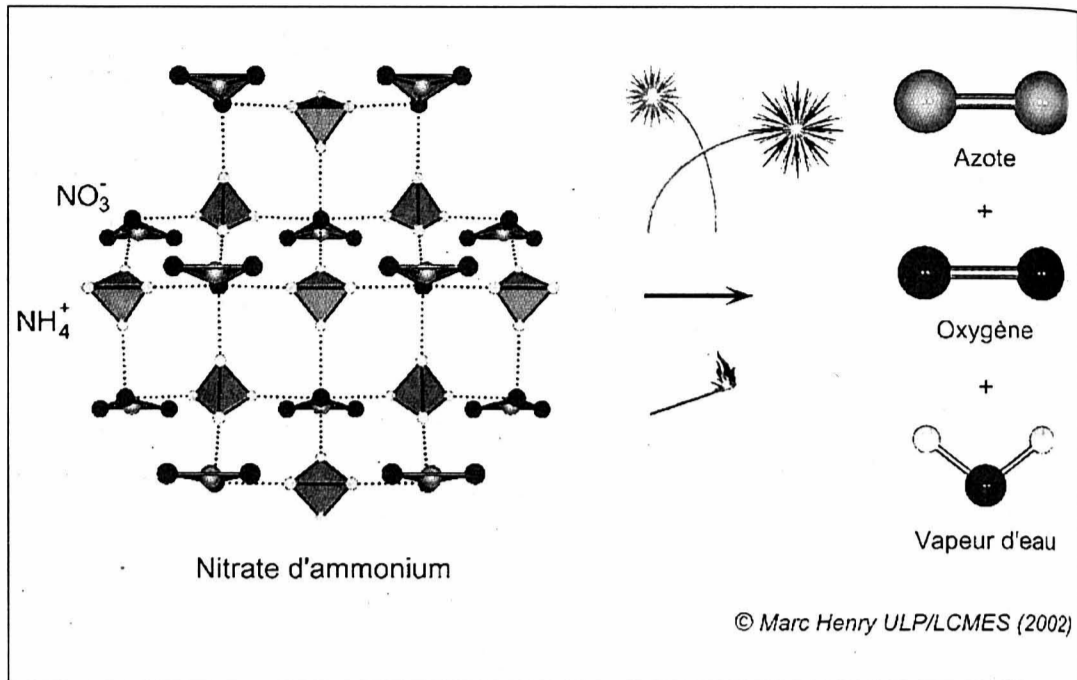 NO₃⁻
NH₄⁺
Nitrate d'ammonium
Azote
+
Oxygène
+
Vapeur d'eau
© Marc Henry ULP/LCMES (2002)